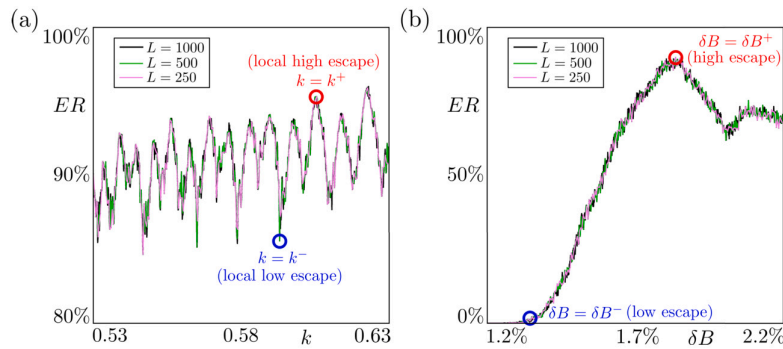 (a)
100%
L = 1000
L = 500
L = 250
(local high escape)
k = k⁺
ER
90%
k = k⁻
(local low escape)
80%
0.53
0.58
k
0.63
(b)
100%
L = 1000
L = 500
L = 250
δB = δB⁺
(high escape)
ER
50%
δB = δB⁻ (low escape)
0%
1.2%
1.7%
δB
2.2%